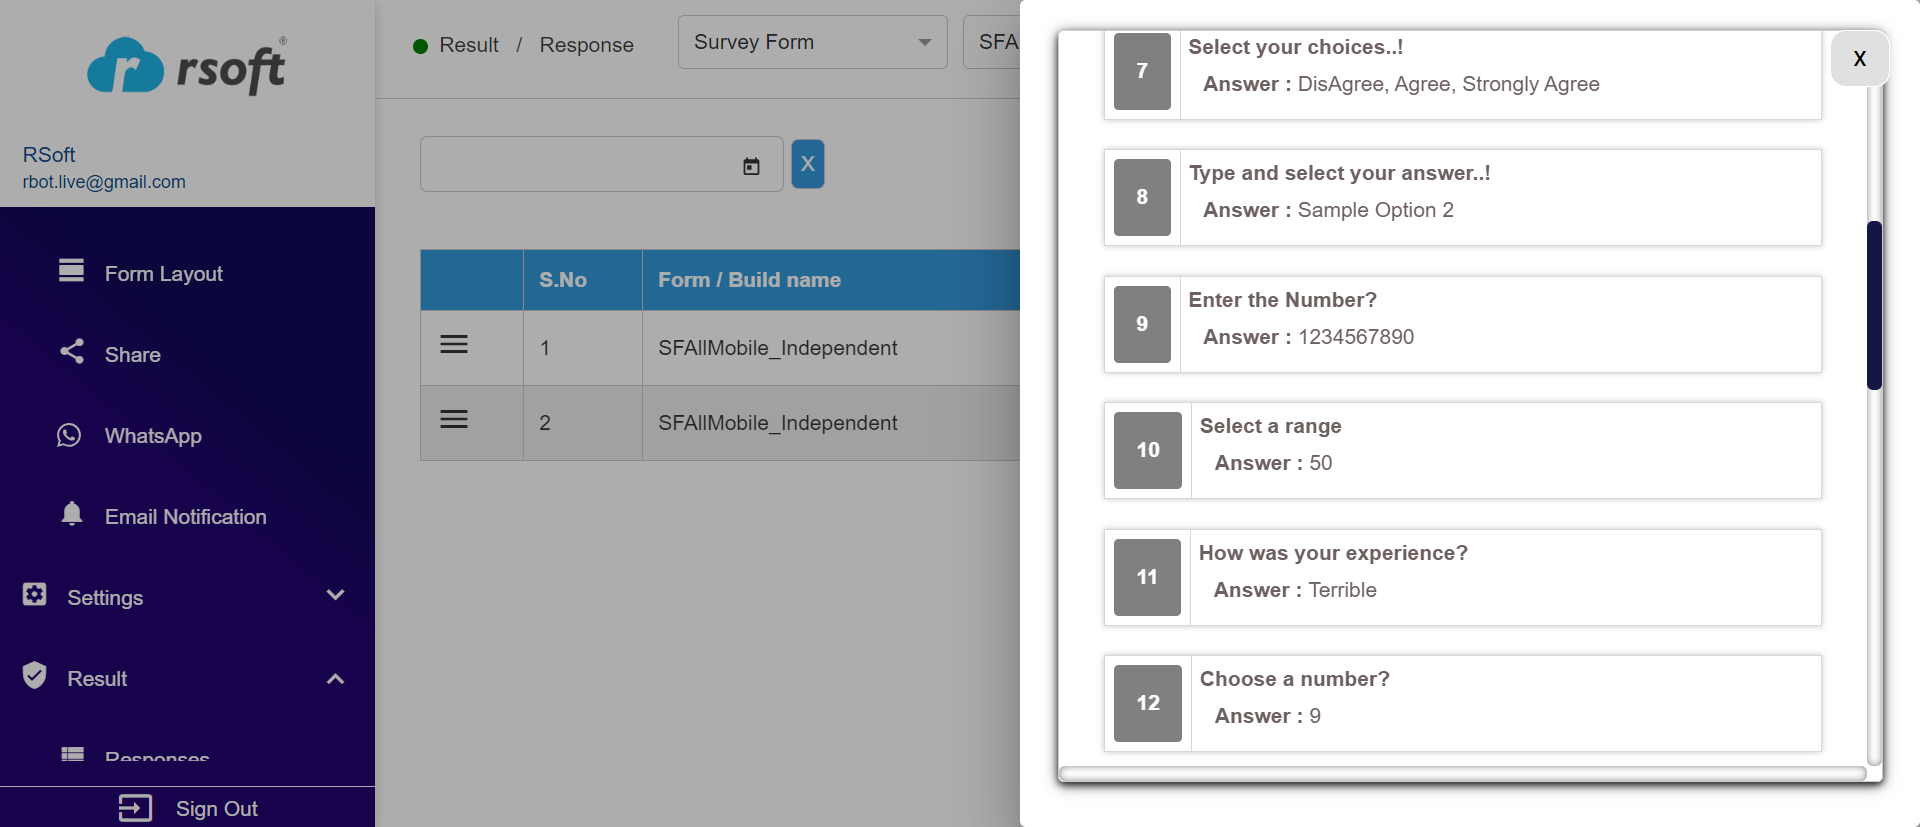 rsoft®
RSoft
rbot.live@gmail.com
Form Layout
Share
WhatsApp
Email Notification
Settings
Result
Responses
Sign Out
Result / Response
Survey Form
SFA
X
S.No Form / Build name
1 SFAllMobile_Independent
2 SFAllMobile_Independent
X
7 Select your choices..!
Answer : DisAgree, Agree, Strongly Agree
8 Type and select your answer..!
Answer : Sample Option 2
9 Enter the Number?
Answer : 1234567890
10 Select a range
Answer : 50
11 How was your experience?
Answer : Terrible
12 Choose a number?
Answer : 9